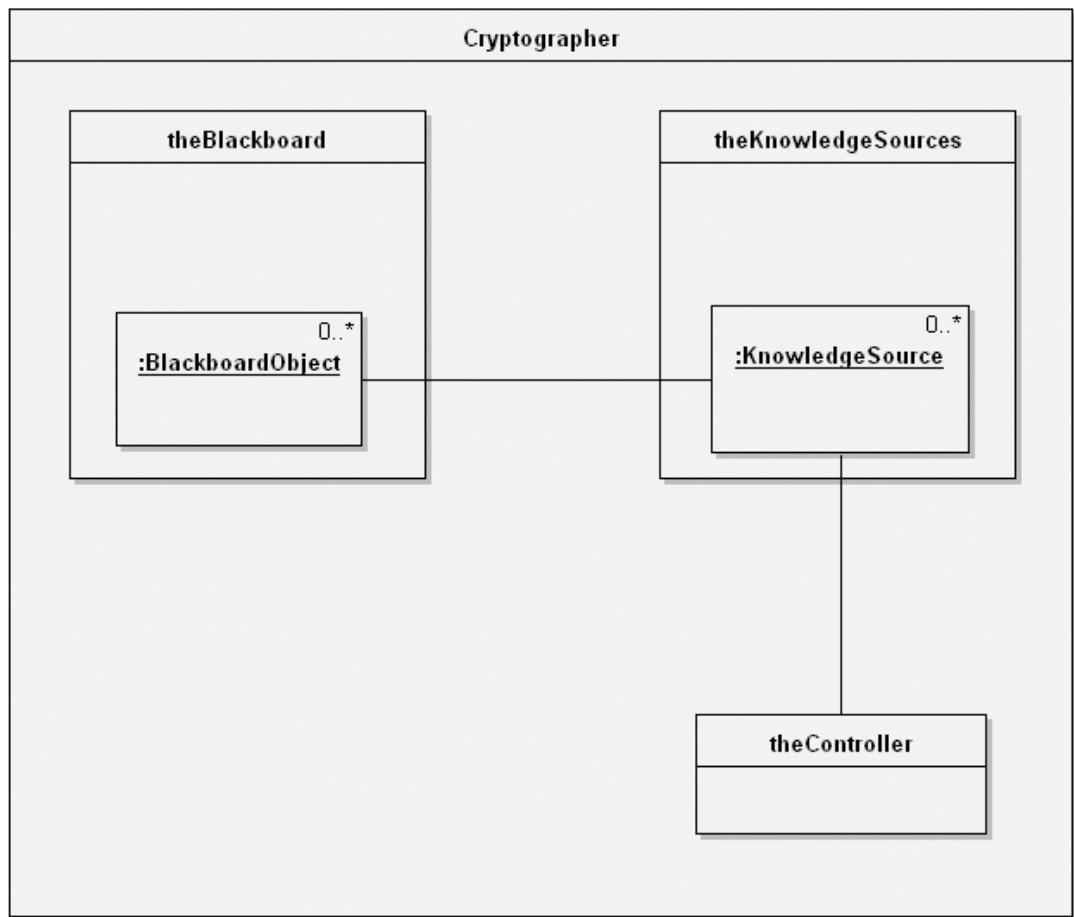 Cryptographer
theBlackboard
theKnowledgeSources
0..*
:BlackboardObject
0..*
:KnowledgeSource
theController